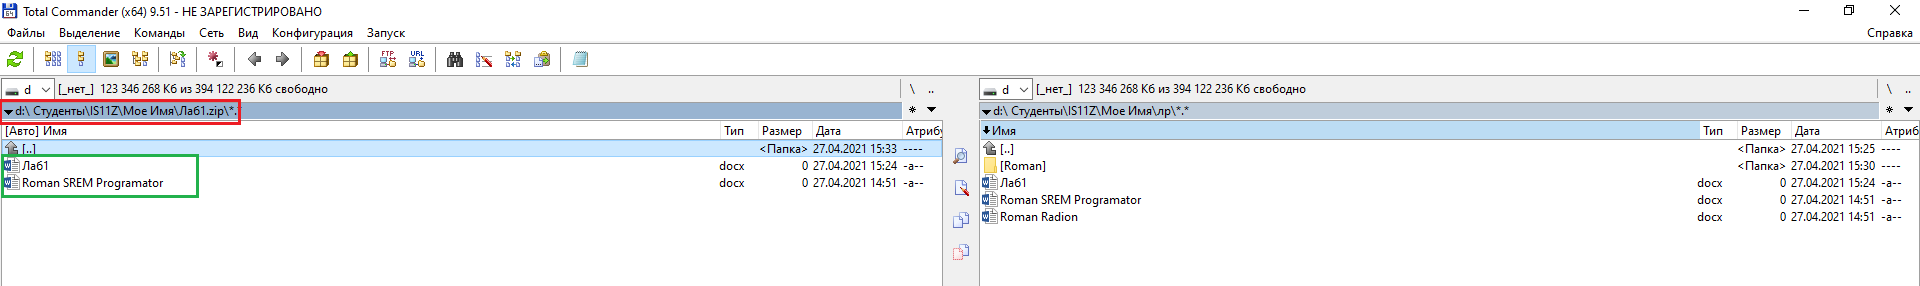 Total Commander (x64) 9.51 - НЕ ЗАРЕГИСТРИРОВАНО
Файлы Выделение Команды Сеть Вид Конфигурация Запуск Справка
FTP URL
d [_нет_] 123 346 268 Кб из 394 122 236 Кб свободно \ ..
d:\ Студенты\IS11Z\Мое Имя\Ла61.zip\*.* * 
[Авто] Имя Тип Размер Дата Атрибу
[..] <Папка> 27.04.2021 15:33 ----
Ла61 docx 0 27.04.2021 15:24 -a--
Roman SREM Programator docx 0 27.04.2021 14:51 -a--
d [_нет_] 123 346 268 Кб из 394 122 236 Кб свободно \ ..
d:\ Студенты\IS11Z\Мое Имя\лр\*.* *
Имя Тип Размер Дата Атриб
[..] <Папка> 27.04.2021 15:25 ----
[Roman] <Папка> 27.04.2021 15:30 ----
Ла61 docx 0 27.04.2021 15:24 -a--
Roman SREM Programator docx 0 27.04.2021 14:51 -a--
Roman Radion docx 0 27.04.2021 14:51 -a--